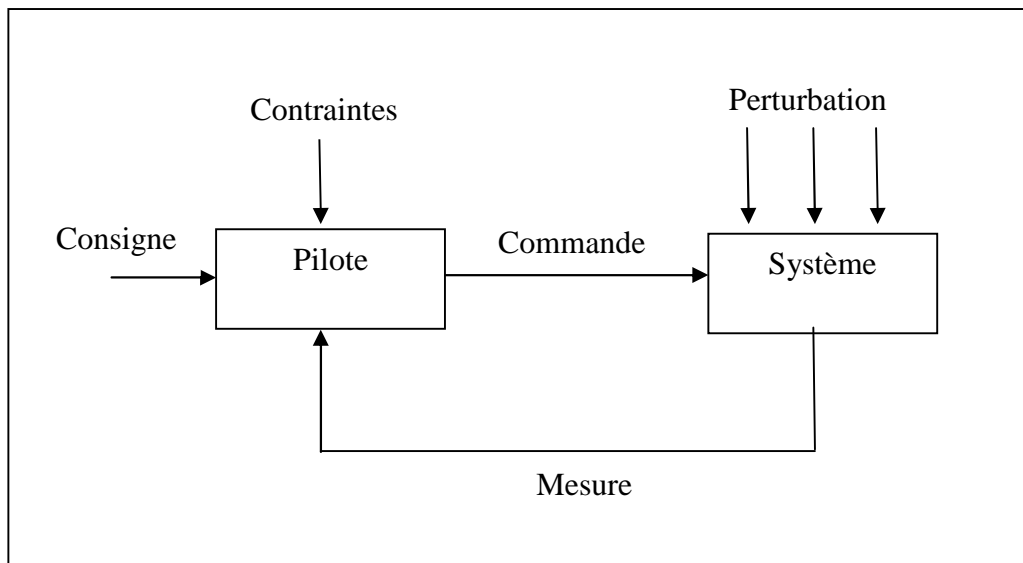 Contraintes
Perturbation
Consigne
Pilote
Commande
Système
Mesure